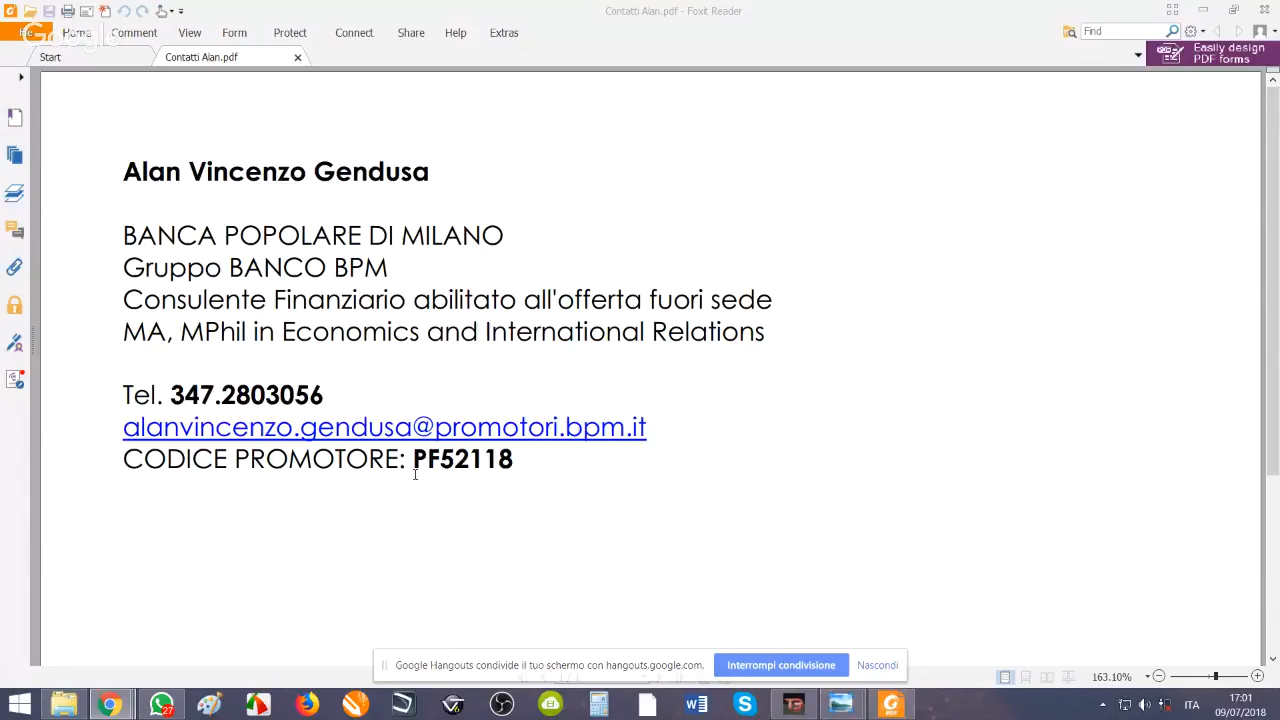 Contatti Alan.pdf - Foxit Reader
File Home Comment View Form Protect Connect Share Help Extras
Google
Find
Start
Contatti Alan.pdf
Easily design
PDF forms
Alan Vincenzo Gendusa
BANCA POPOLARE DI MILANO
Gruppo BANCO BPM
Consulente Finanziario abilitato all'offerta fuori sede
MA, MPhil in Economics and International Relations
Tel. 347.2803056
alanvincenzo.gendusa@promotori.bpm.it
CODICE PROMOTORE: PF52118
Google Hangouts condivide il tuo schermo con hangouts.google.com.
Interrompi condivisione
Nascondi
163.10%
27
W
S
PDF
ITA
17:01
09/07/2018